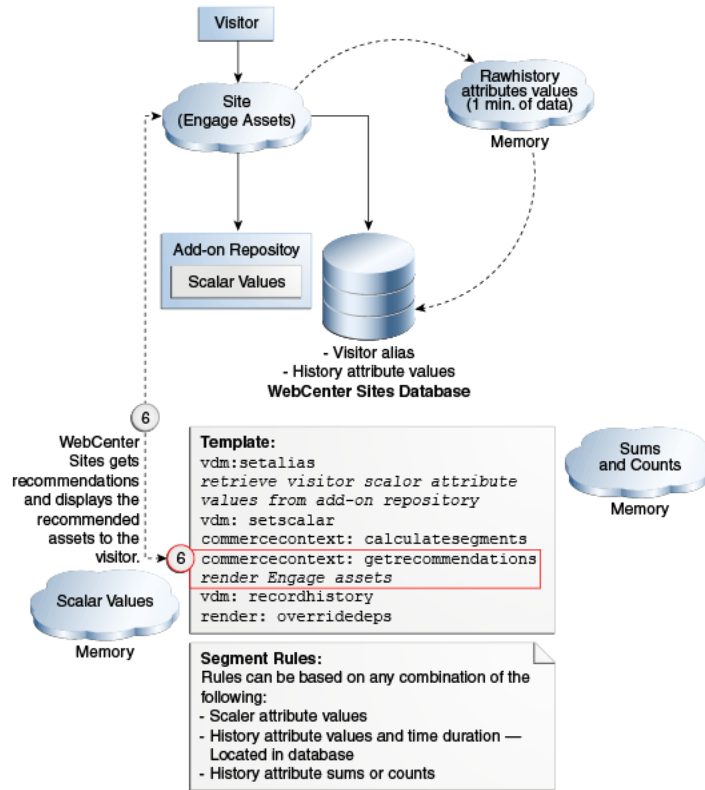 Visitor
Site
(Engage Assets)
Rawhistory
attributes values
(1 min. of data)
Memory
Add-on Repositoy
Scalar Values
- Visitor alias
- History attribute values
WebCenter Sites Database
6
WebCenter
Sites gets
recommendations
and displays the
recommended
assets to the
visitor.
Template:
vdm:setalias
retrieve visitor scalor attribute
values from add-on repository
vdm: setscalar
commercecontext: calculatesegments
6
commercecontext: getrecommendations
render Engage assets
vdm: recordhistory
render: overridedeps
Sums
and Counts
Memory
Scalar Values
Memory
Segment Rules:
Rules can be based on any combination of the
following:
- Scaler attribute values
- History attribute values and time duration —
Located in database
- History attribute sums or counts